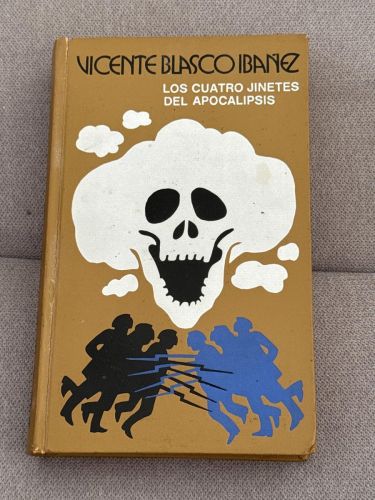 VICENTE BLASCO IBAÑEZ
LOS CUATRO JINETES
DEL APOCALIPSIS